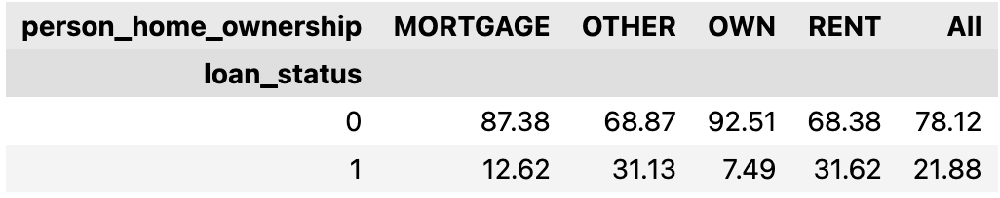 person_home_ownership MORTGAGE OTHER OWN RENT All
loan_status
0 87.38 68.87 92.51 68.38 78.12
1 12.62 31.13 7.49 31.62 21.88